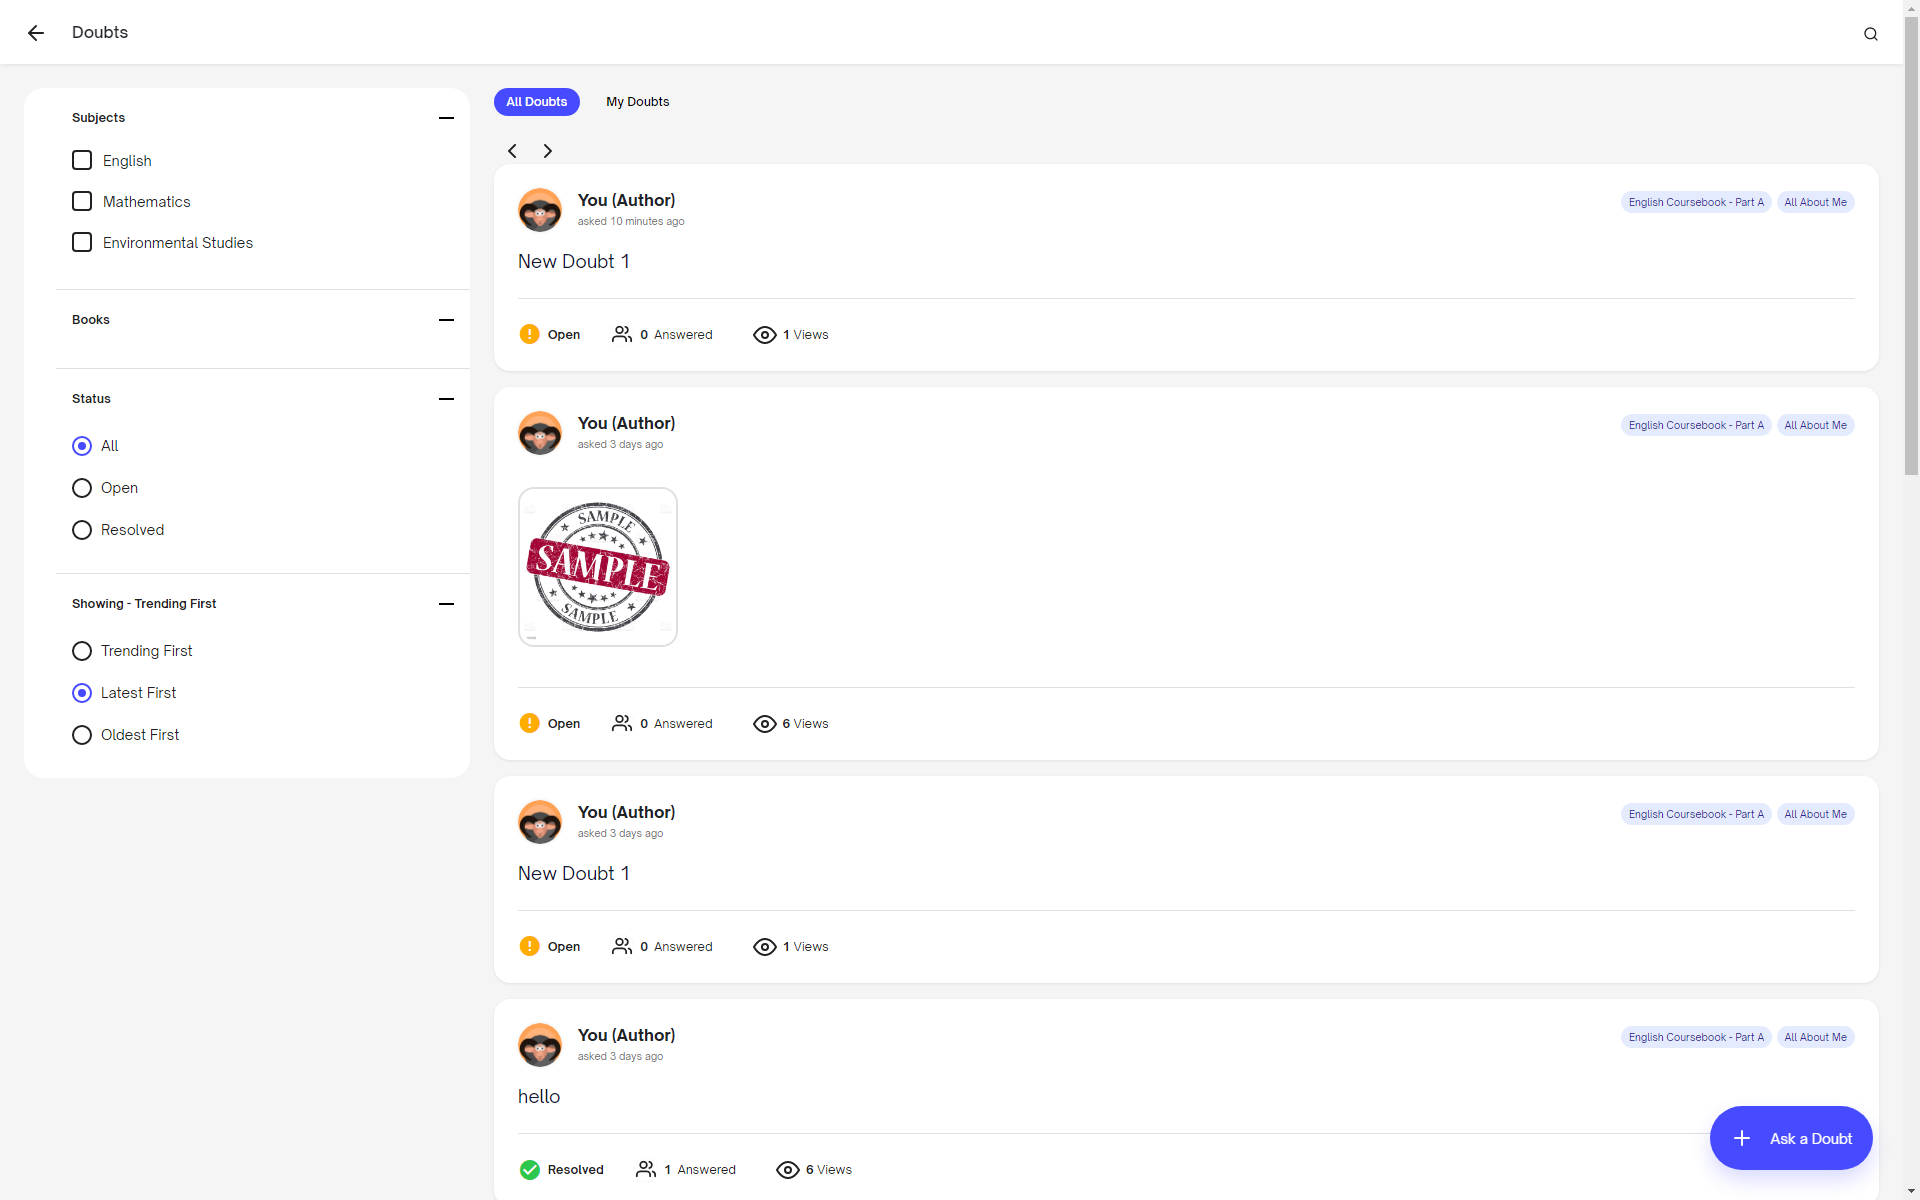 Doubts
Subjects
English
Mathematics
Environmental Studies
Books
Status
All
Open
Resolved
Showing - Trending First
Trending First
Latest First
Oldest First
All Doubts
My Doubts
You (Author)
asked 10 minutes ago
English Coursebook - Part A
All About Me
New Doubt 1
Open
0 Answered
1 Views
You (Author)
asked 3 days ago
English Coursebook - Part A
All About Me
SAMPLE
SAMPLE
SAMPLE
Open
0 Answered
6 Views
You (Author)
asked 3 days ago
English Coursebook - Part A
All About Me
New Doubt 1
Open
0 Answered
1 Views
You (Author)
asked 3 days ago
English Coursebook - Part A
All About Me
hello
Resolved
1 Answered
6 Views
Ask a Doubt